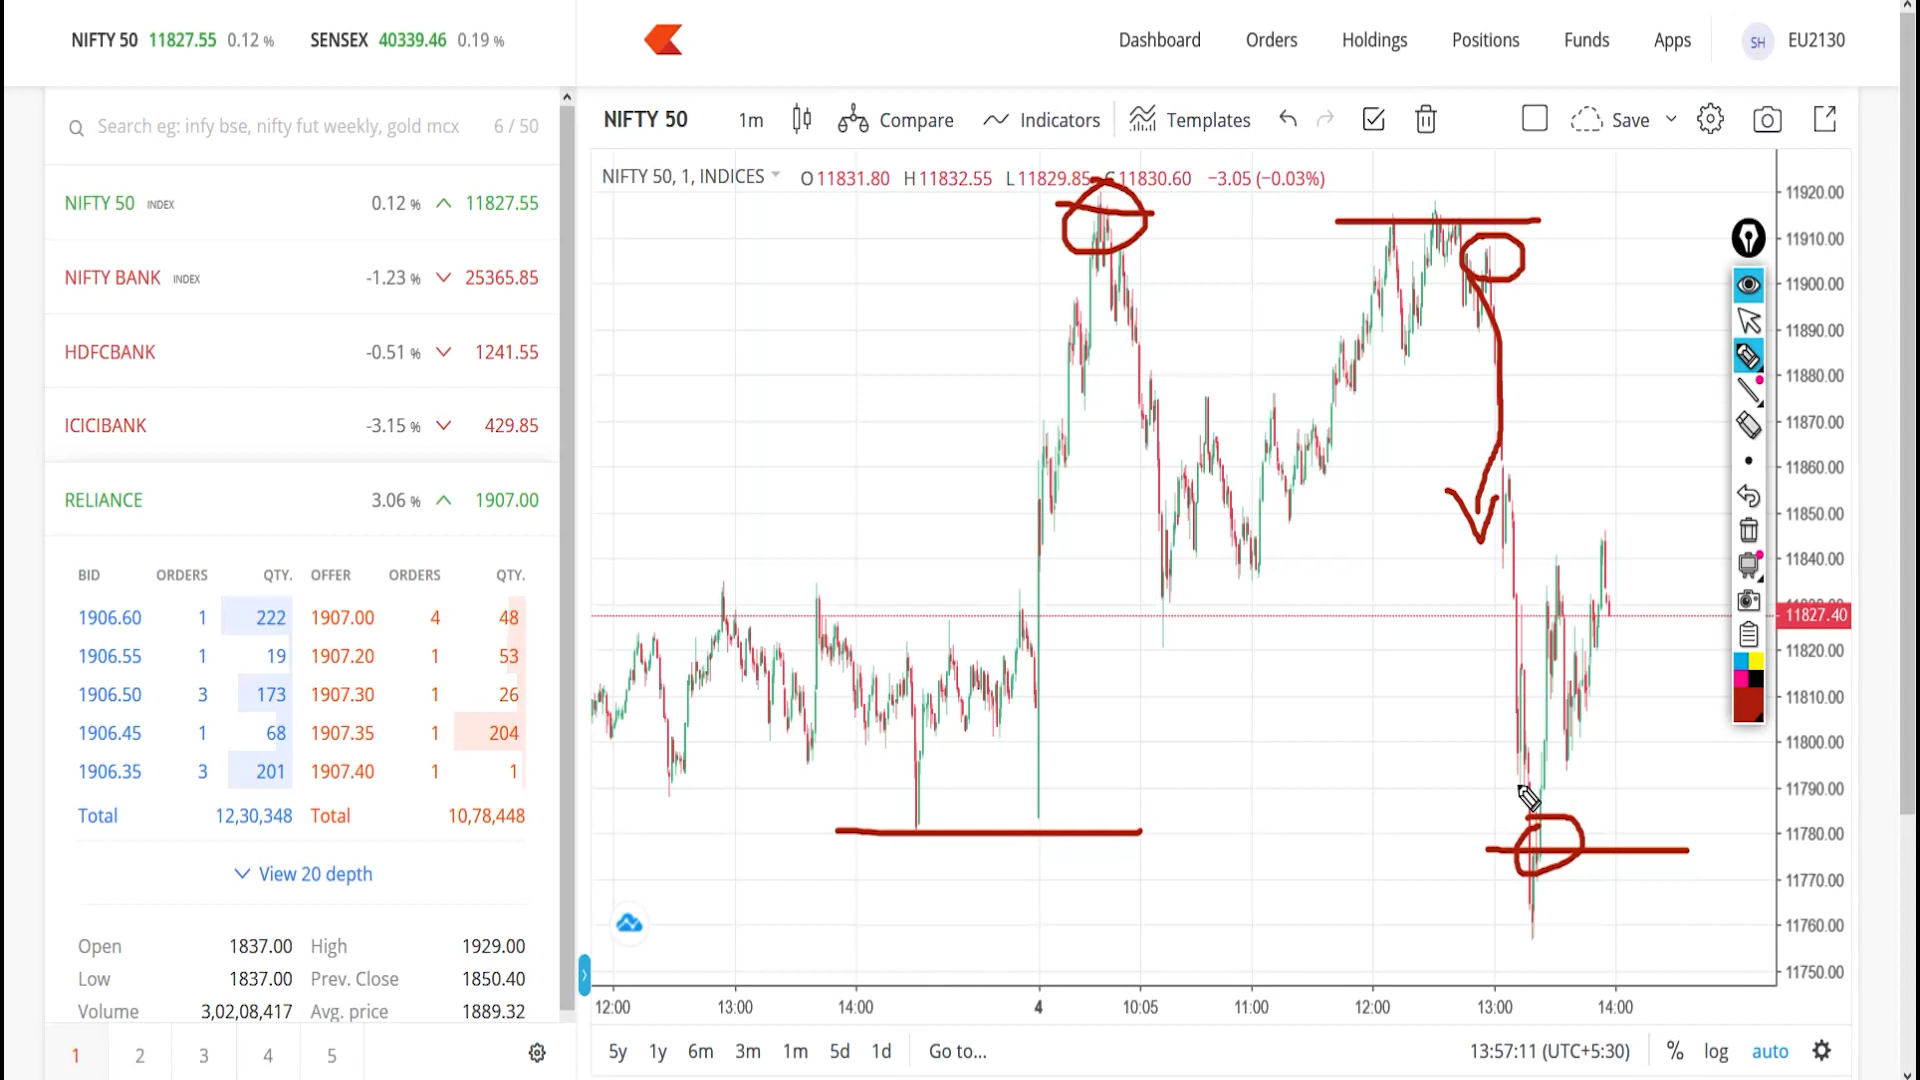 NIFTY 50 11827.55 0.12 % SENSEX 40339.46 0.19 %
Dashboard Orders Holdings Positions Funds Apps SH EU2130
Search eg: infy bse, nifty fut weekly, gold mcx 6 / 50
NIFTY 50 INDEX 0.12 % 11827.55
NIFTY BANK INDEX -1.23 % 25365.85
HDFCBANK -0.51 % 1241.55
ICICIBANK -3.15 % 429.85
RELIANCE 3.06 % 1907.00
BID ORDERS QTY. OFFER ORDERS QTY.
1906.60 1 222 1907.00 4 48
1906.55 1 19 1907.20 1 53
1906.50 3 173 1907.30 1 26
1906.45 1 68 1907.35 1 204
1906.35 3 201 1907.40 1 1
Total 12,30,348 Total 10,78,448
View 20 depth
Open 1837.00 High 1929.00
Low 1837.00 Prev. Close 1850.40
Volume 3,02,08,417 Avg. price 1889.32
1 2 3 4 5
NIFTY 50 1m Compare Indicators Templates Save
NIFTY 50, 1, INDICES O11831.80 H11832.55 L11829.85 C11830.60 −3.05 (−0.03%)
11920.00
11910.00
11900.00
11890.00
11880.00
11870.00
11860.00
11850.00
11840.00
11827.40
11820.00
11810.00
11800.00
11790.00
11780.00
11770.00
11760.00
11750.00
12:00 13:00 14:00 4 10:05 11:00 12:00 13:00 14:00
5y 1y 6m 3m 1m 5d 1d Go to... 13:57:11 (UTC+5:30) % log auto